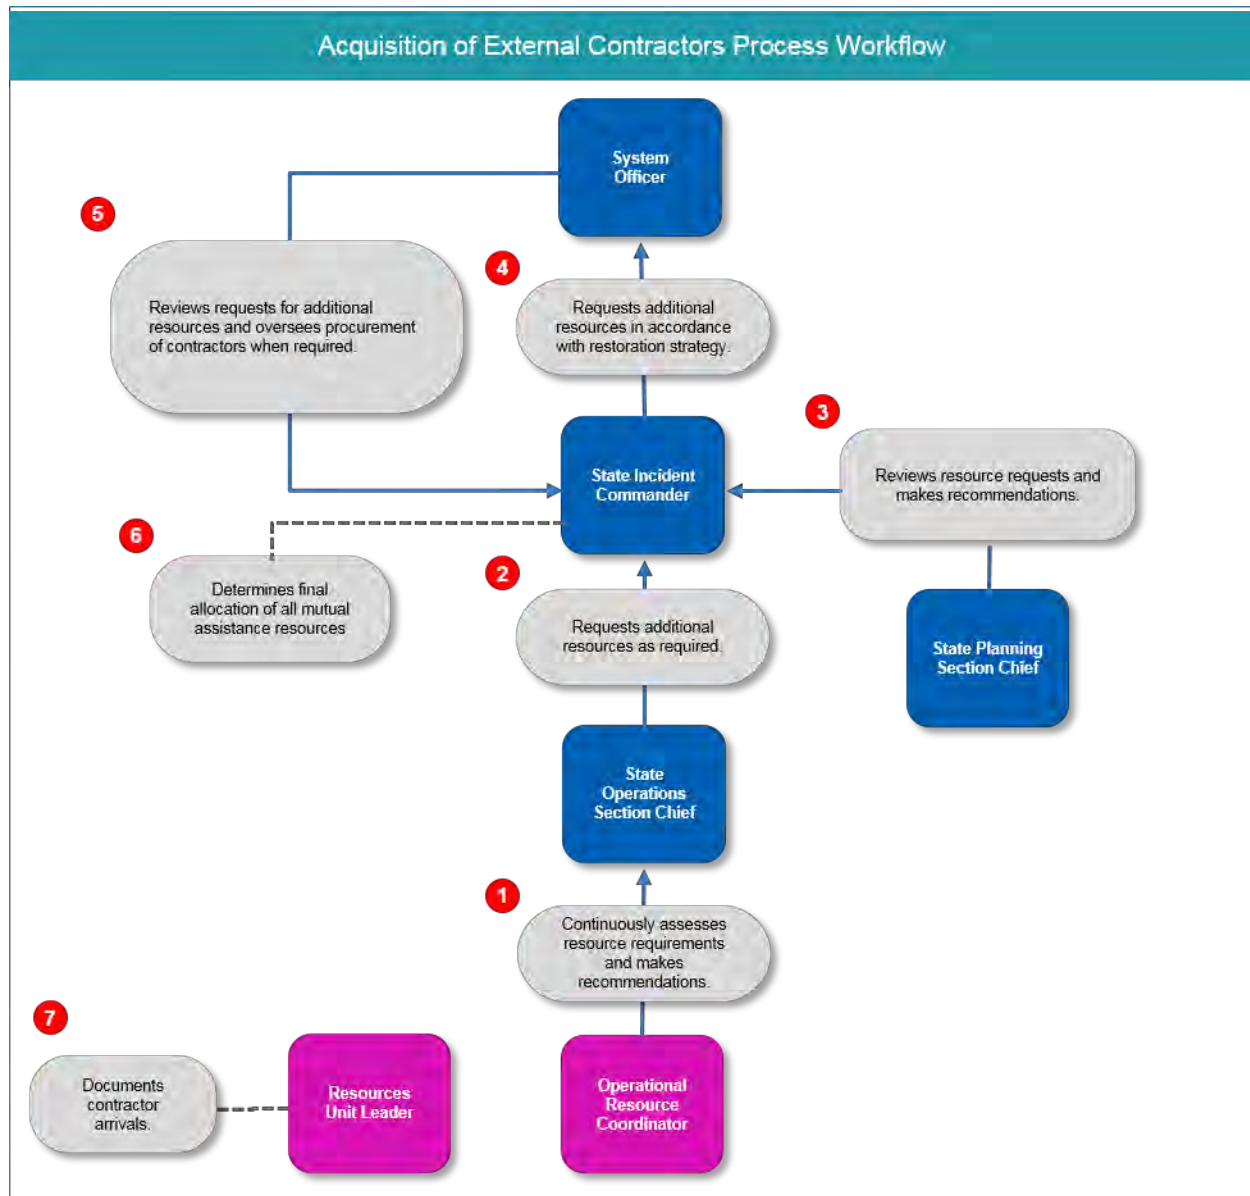 Acquisition of External Contractors Process Workflow
System
Officer
5
4
Reviews requests for additional
resources and oversees procurement
of contractors when required.
Requests additional
resources in accordance
with restoration strategy.
3
State Incident
Commander
Reviews resource requests and
makes recommendations.
6
2
Determines final
allocation of all mutual
assistance resources
Requests additional
resources as required.
State Planning
Section Chief
State
Operations
Section Chief
1
Continuously assesses
resource requirements
and makes
recommendations.
7
Documents
contractor
arrivals.
Resources
Unit Leader
Operational
Resource
Coordinator